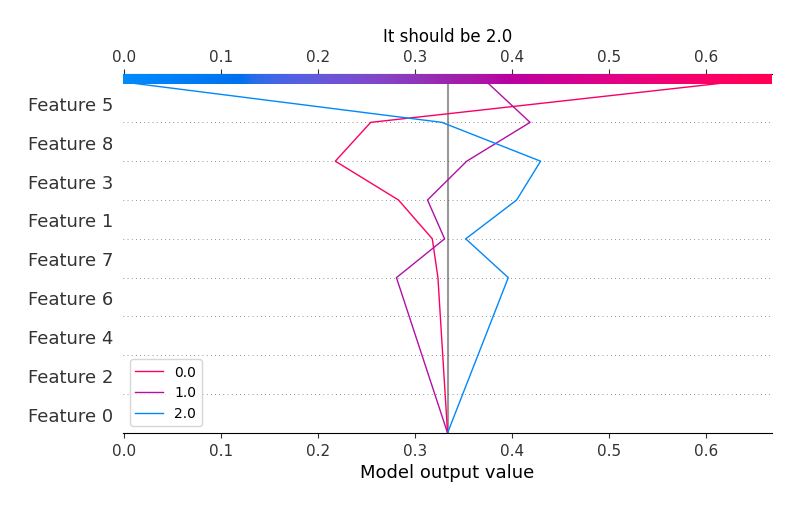 It should be 2.0
0.0 0.1 0.2 0.3 0.4 0.5 0.6
Feature 5
Feature 8
Feature 3
Feature 1
Feature 7
Feature 6
Feature 4
Feature 2
Feature 0
0.0
1.0
2.0
0.0 0.1 0.2 0.3 0.4 0.5 0.6
Model output value